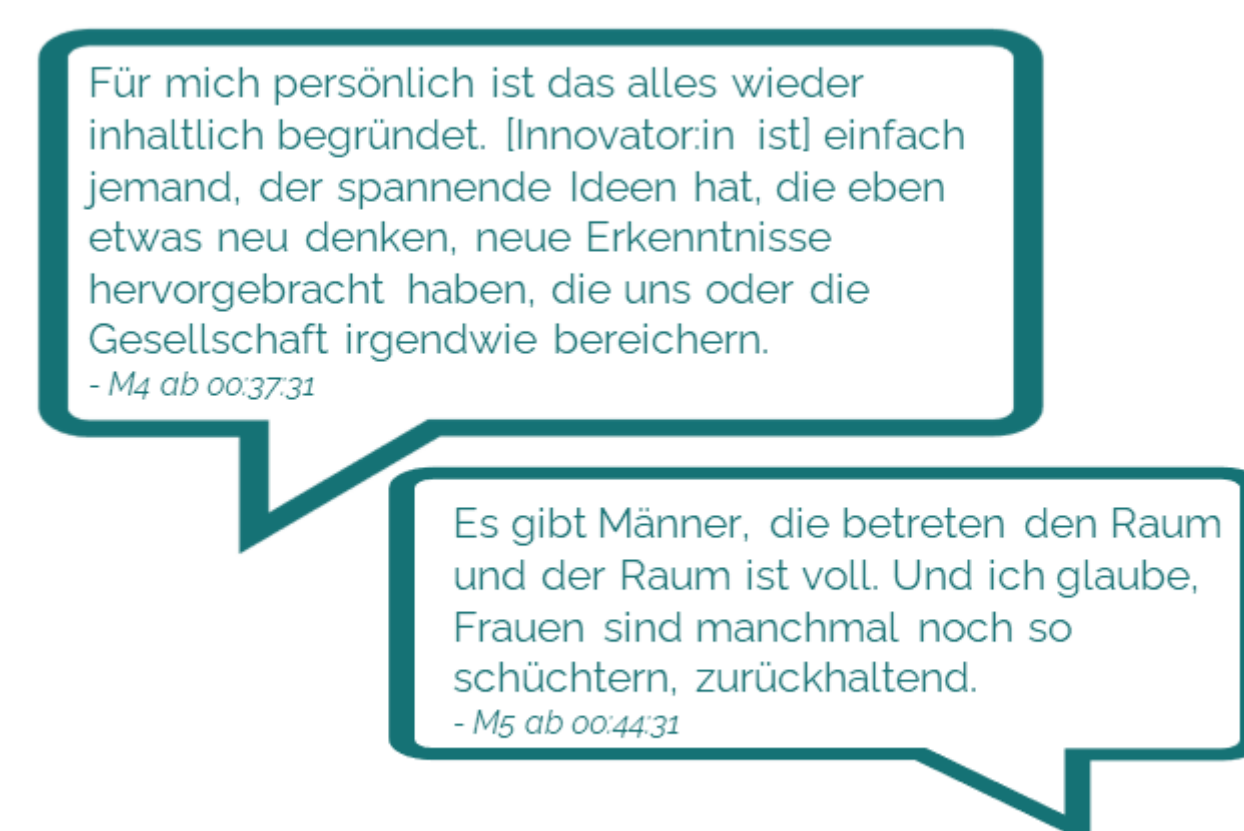 Für mich persönlich ist das alles wieder
inhaltlich begründet. [Innovator:in ist] einfach
jemand, der spannende Ideen hat, die eben
etwas neu denken, neue Erkenntnisse
hervorgebracht haben, die uns oder die
Gesellschaft irgendwie bereichern.
- M4 ab 00:37:31
Es gibt Männer, die betreten den Raum
und der Raum ist voll. Und ich glaube,
Frauen sind manchmal noch so
schüchtern, zurückhaltend.
- M5 ab 00:44:31